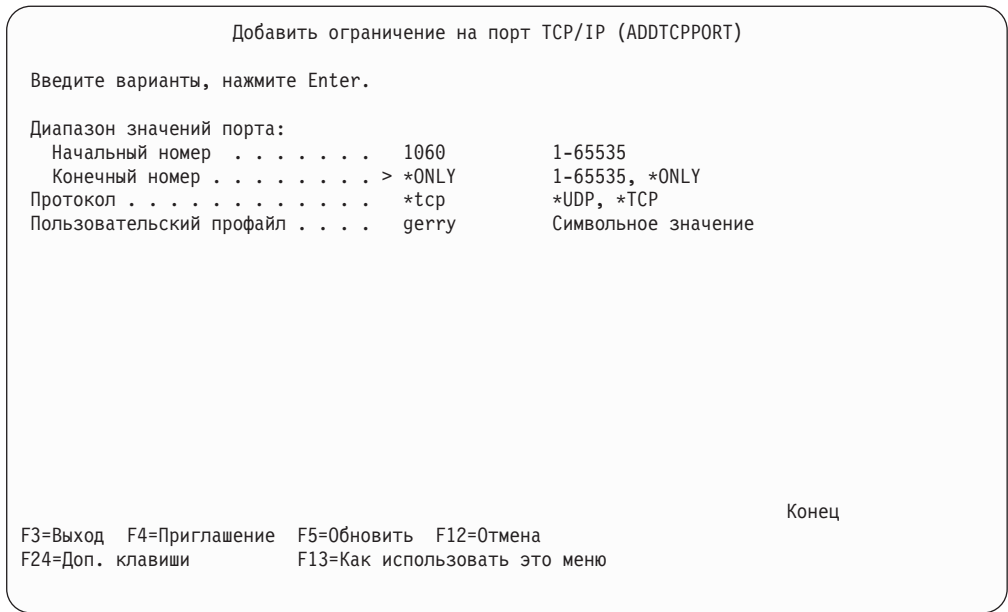 Добавить ограничение на порт TCP/IP (ADDTCPPORT)
Введите варианты, нажмите Enter.
Диапазон значений порта:
Начальный номер . . . . . . . 1060 1-65535
Конечный номер . . . . . . . . > *ONLY 1-65535, *ONLY
Протокол . . . . . . . . . . . . *tcp *UDP, *TCP
Пользовательский профайл . . . . gerry Символьное значение
Конец
F3=Выход F4=Приглашение F5=Обновить F12=Отмена
F24=Доп. клавиши F13=Как использовать это меню